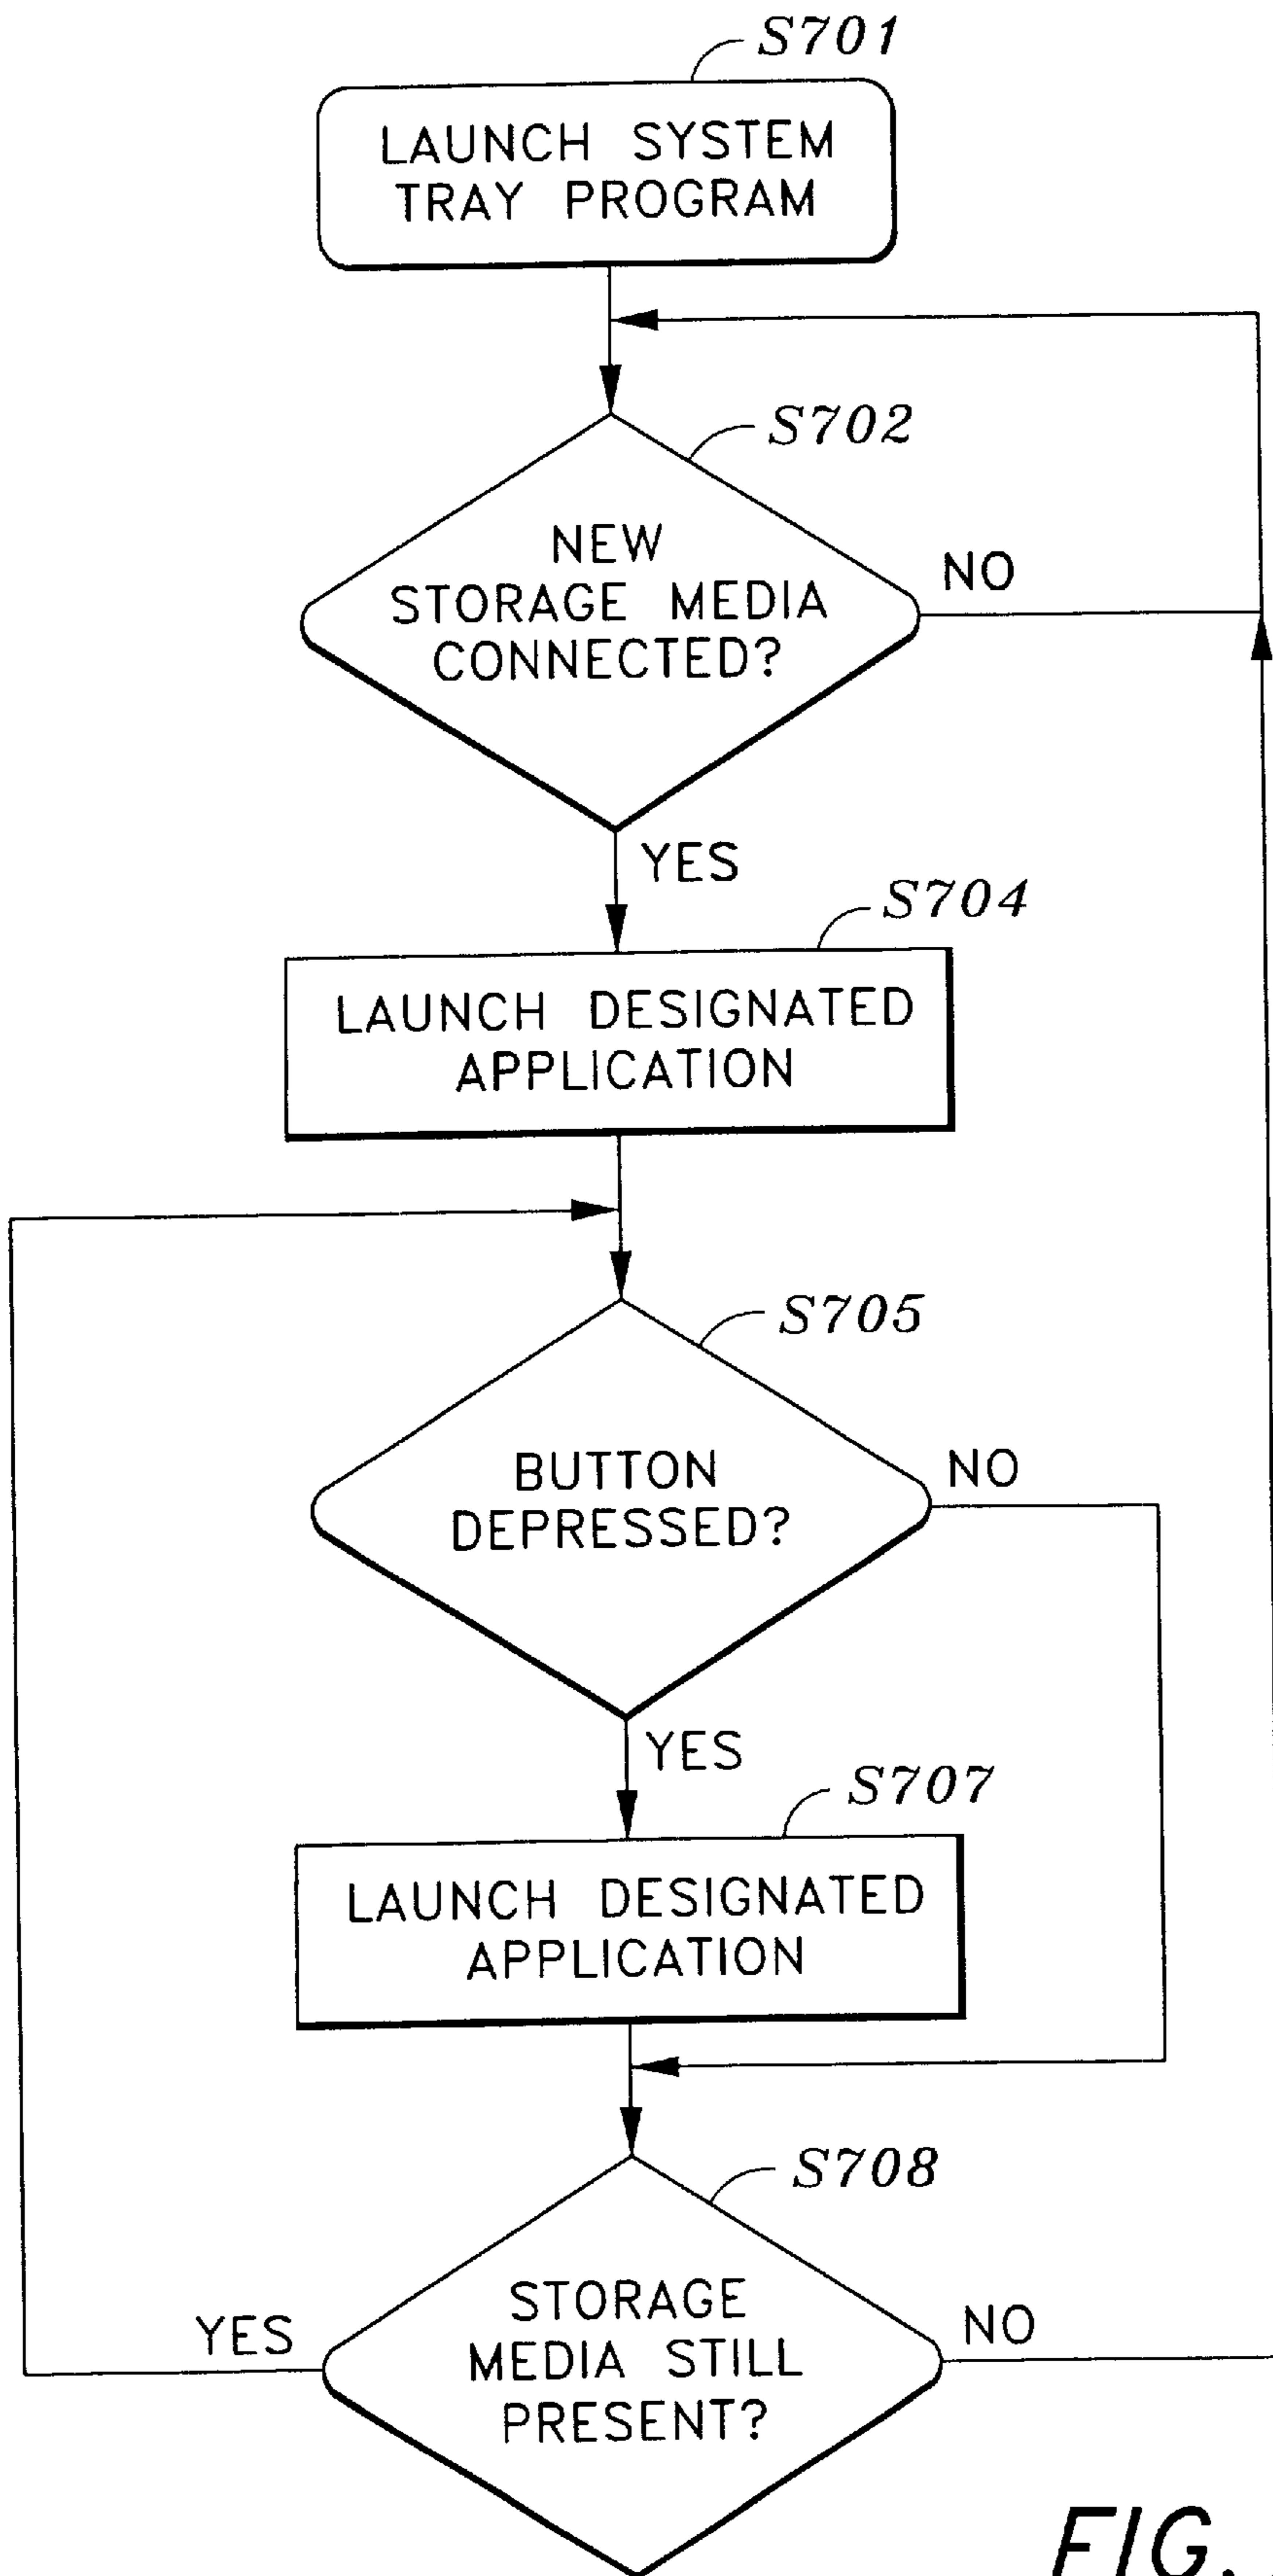 S701
LAUNCH SYSTEM
TRAY PROGRAM
S702
NEW
STORAGE MEDIA
CONNECTED?
NO
YES
S704
LAUNCH DESIGNATED
APPLICATION
S705
BUTTON
DEPRESSED?
NO
YES
S707
LAUNCH DESIGNATED
APPLICATION
S708
STORAGE
MEDIA STILL
PRESENT?
YES
NO
FIG.